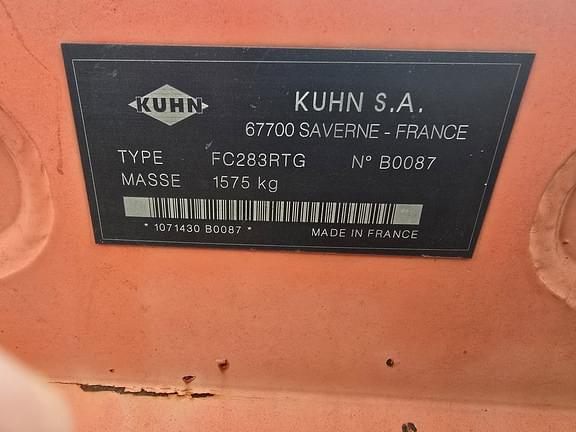 KUHN
KUHN S.A.
67700 SAVERNE - FRANCE
TYPE FC283RTG N° B0087
MASSE 1575 kg
* 1071430 B0087 * MADE IN FRANCE